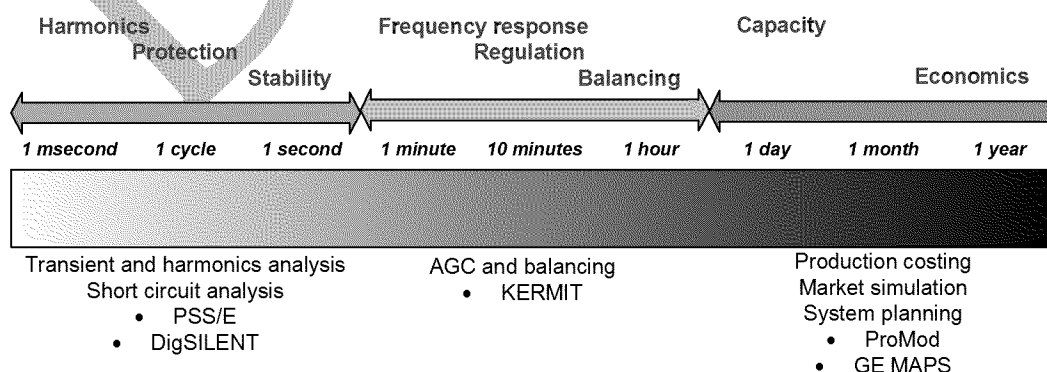 Harmonics
Protection
Stability
Frequency response
Regulation
Balancing
Capacity
Economics
1 msecond 1 cycle 1 second 1 minute 10 minutes 1 hour 1 day 1 month 1 year
Transient and harmonics analysis
Short circuit analysis
• PSS/E
• DigSILENT
AGC and balancing
• KERMIT
Production costing
Market simulation
System planning
• ProMod
• GE MAPS